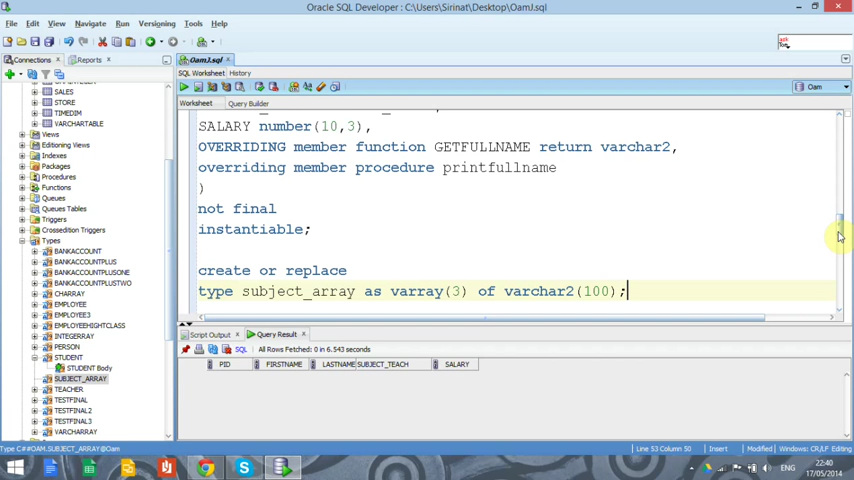 Oracle SQL Developer : C:\Users\Sirinat\Desktop\OamJ.sql
File Edit View Navigate Run Versioning Tools Help
Connections Reports OamJ.sql
SQL Worksheet History
Oam
Worksheet Query Builder
SALES
STORE
TIMEDIM
VARCHARTABLE
Views
Editioning Views
Indexes
Packages
Procedures
Functions
Queues
Queues Tables
Triggers
Crossedition Triggers
Types
BANKACCOUNT
BANKACCOUNTPLUS
BANKACCOUNTPLUSONE
BANKACCOUNTPLUSTWO
CHARRAY
EMPLOYEE
EMPLOYEE3
EMPLOYEEHIGHTCLASS
INTEGERRAY
PERSON
STUDENT
STUDENT Body
SUBJECT_ARRAY
TEACHER
TESTFINAL
TESTFINAL2
TESTFINAL3
VARCHARRAY
SALARY number(10,3),
OVERRIDING member function GETFULLNAME return varchar2,
overriding member procedure printfullname
)
not final
instantiable;
create or replace
type subject_array as varray(3) of varchar2(100);
Script Output Query Result
SQL All Rows Fetched: 0 in 6.543 seconds
PID FIRSTNAME LASTNAME SUBJECT_TEACH SALARY
Type C##OAM.SUBJECT_ARRAY@Oam
Line 53 Column 50 Insert Modified Windows: CR/LF Editing
ENG
22:40
17/05/2014